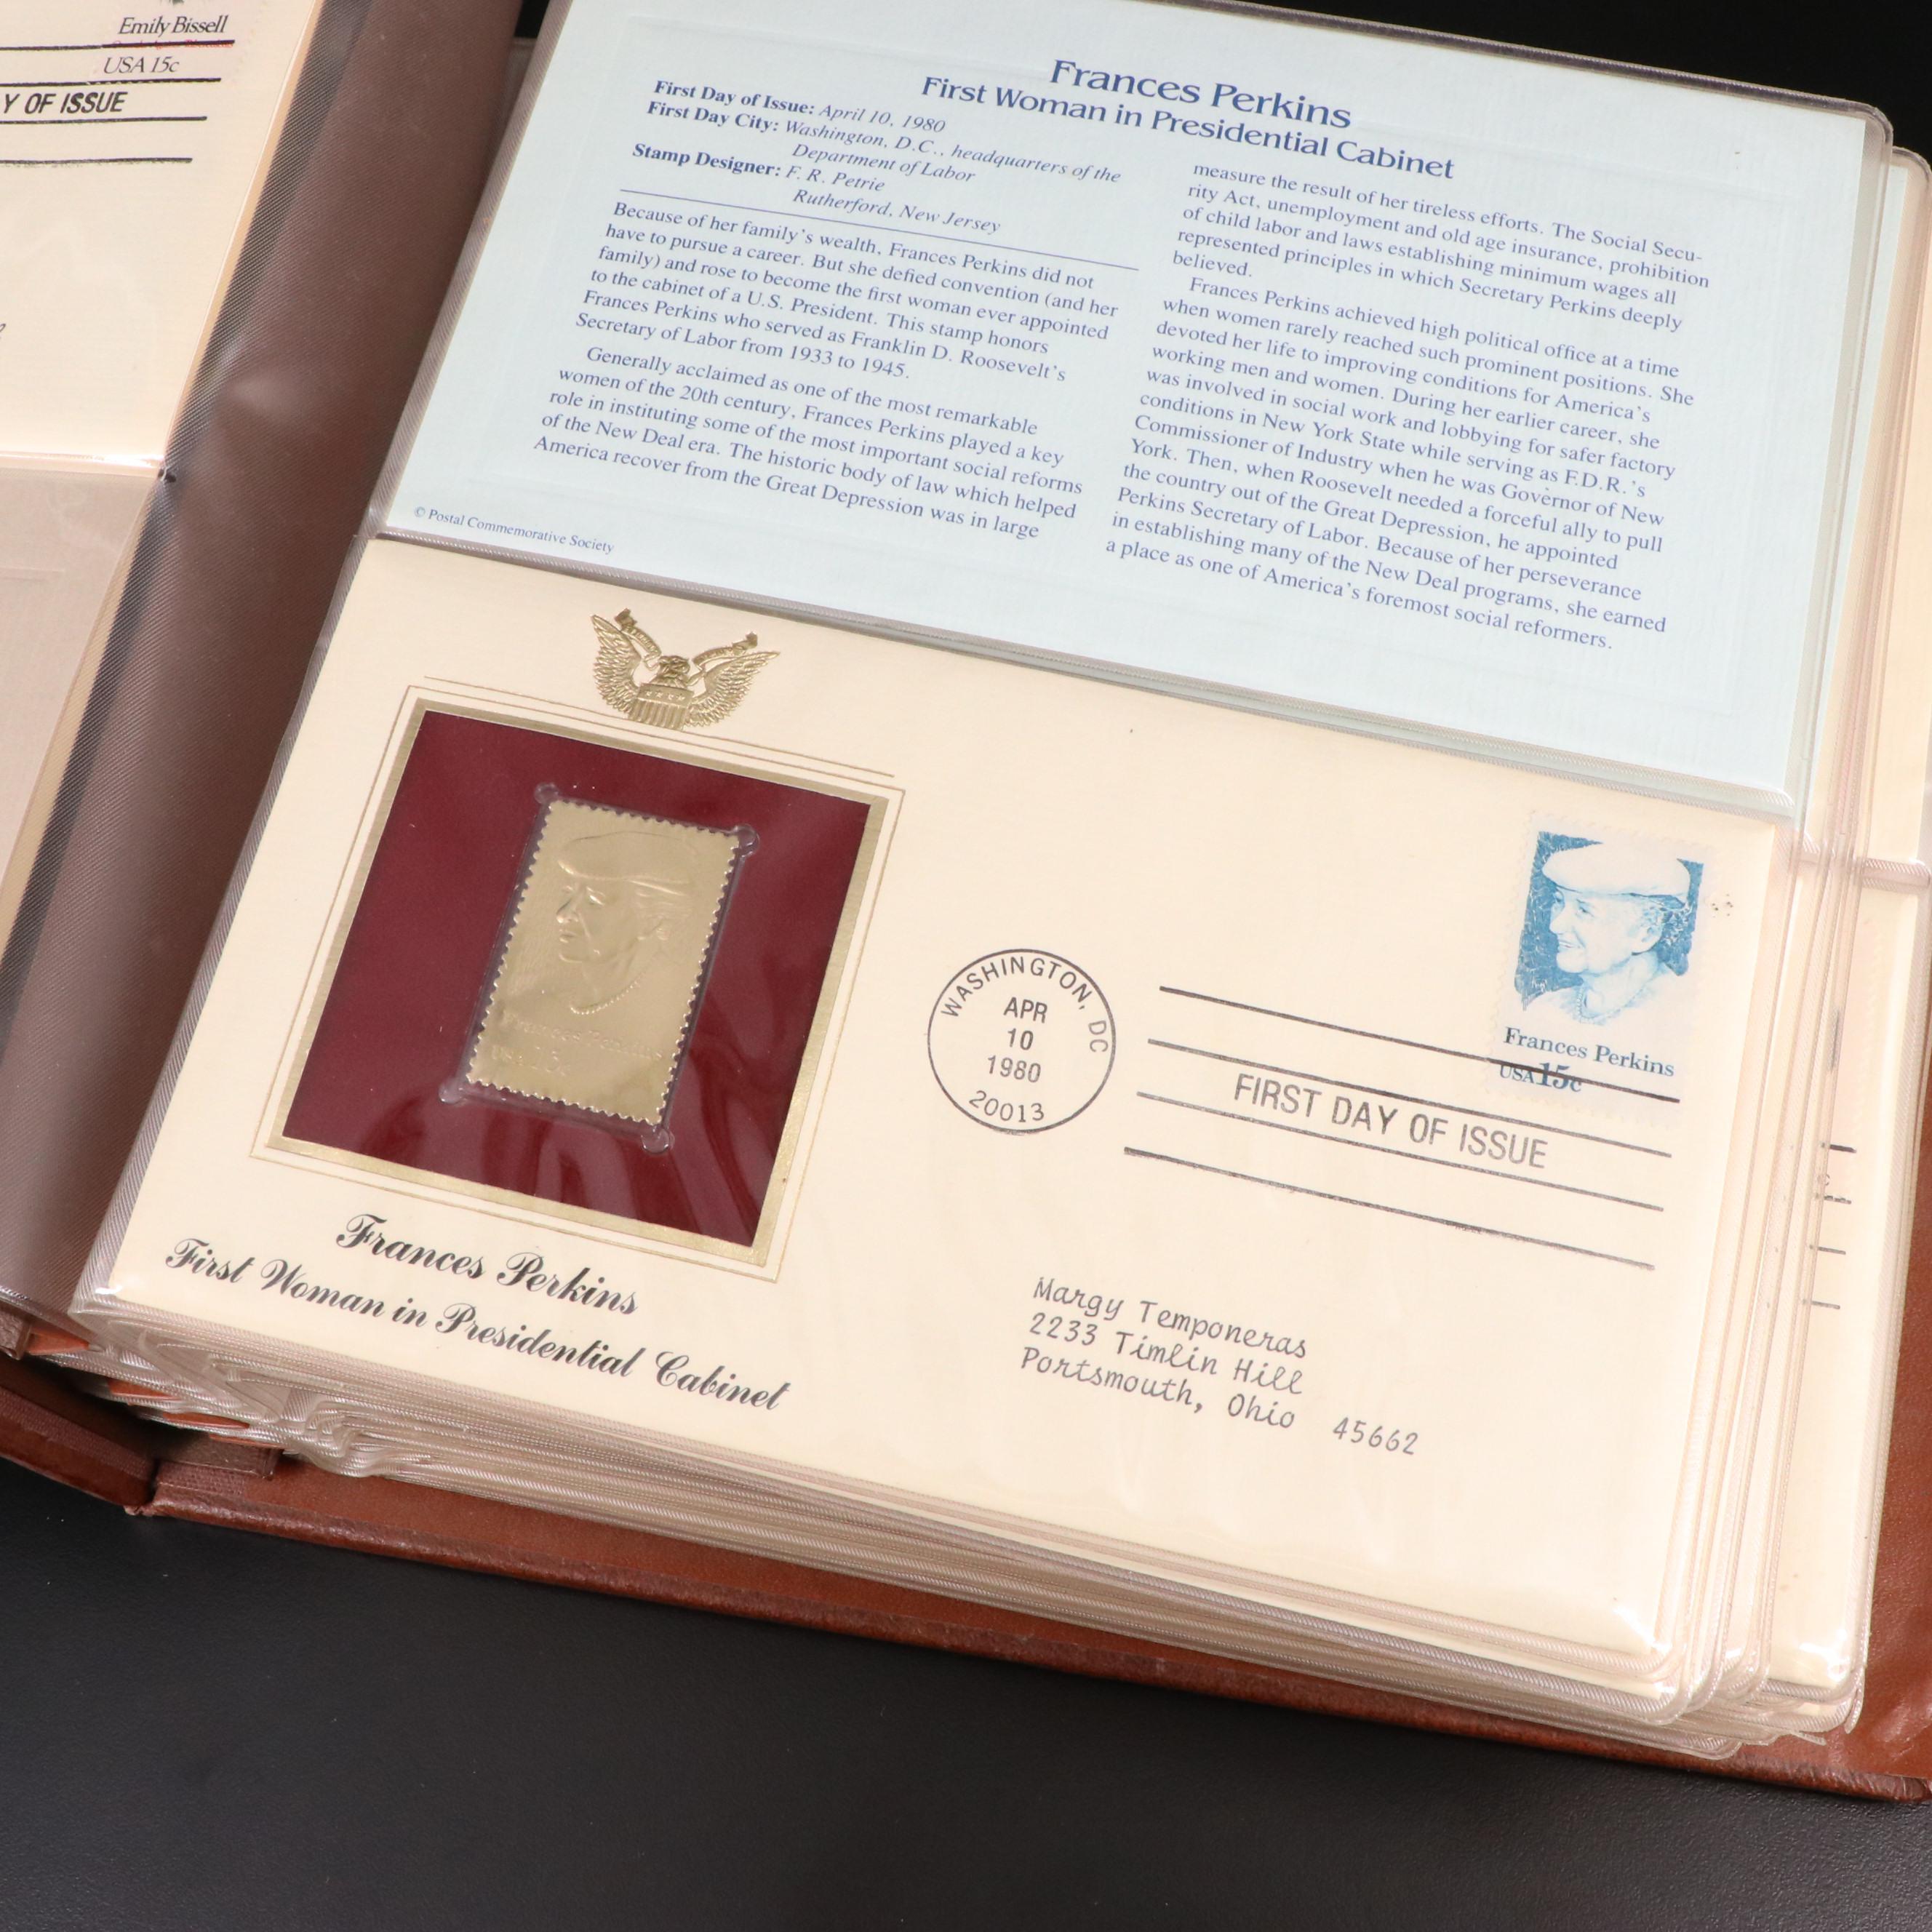 Emily Bissell
USA 15c
Y OF ISSUE
Frances Perkins
First Woman in Presidential Cabinet
First Day of Issue: April 10, 1980
First Day City: Washington, D.C., headquarters of the
Department of Labor
Stamp Designer: F. R. Petrie
Rutherford, New Jersey
Because of her family's wealth, Frances Perkins did not
have to pursue a career. But she defied convention (and her
family) and rose to become the first woman ever appointed
to the cabinet of a U.S. President. This stamp honors
Frances Perkins who served as Franklin D. Roosevelt's
Secretary of Labor from 1933 to 1945.
Generally acclaimed as one of the most remarkable
women of the 20th century, Frances Perkins played a key
role in instituting some of the most important social reforms
of the New Deal era. The historic body of law which helped
America recover from the Great Depression was in large
measure the result of her tireless efforts. The Social Secu-
rity Act, unemployment and old age insurance, prohibition
of child labor and laws establishing minimum wages all
represented principles in which Secretary Perkins deeply
believed.
Frances Perkins achieved high political office at a time
when women rarely reached such prominent positions. She
devoted her life to improving conditions for America's
working men and women. During her earlier career, she
was involved in social work and lobbying for safer factory
conditions in New York State while serving as F.D.R.'s
Commissioner of Industry when he was Governor of New
York. Then, when Roosevelt needed a forceful ally to pull
the country out of the Great Depression, he appointed
Perkins Secretary of Labor. Because of her perseverance
in establishing many of the New Deal programs, she earned
a place as one of America's foremost social reformers.
© Postal Commemorative Society
Frances Perkins
USA 15c
WASHINGTON, DC
APR
10
1980
20013
FIRST DAY OF ISSUE
Frances Perkins
USA 15c
Frances Perkins
First Woman in Presidential Cabinet
Margy Temponeras
2233 Timlin Hill
Portsmouth, Ohio 45662